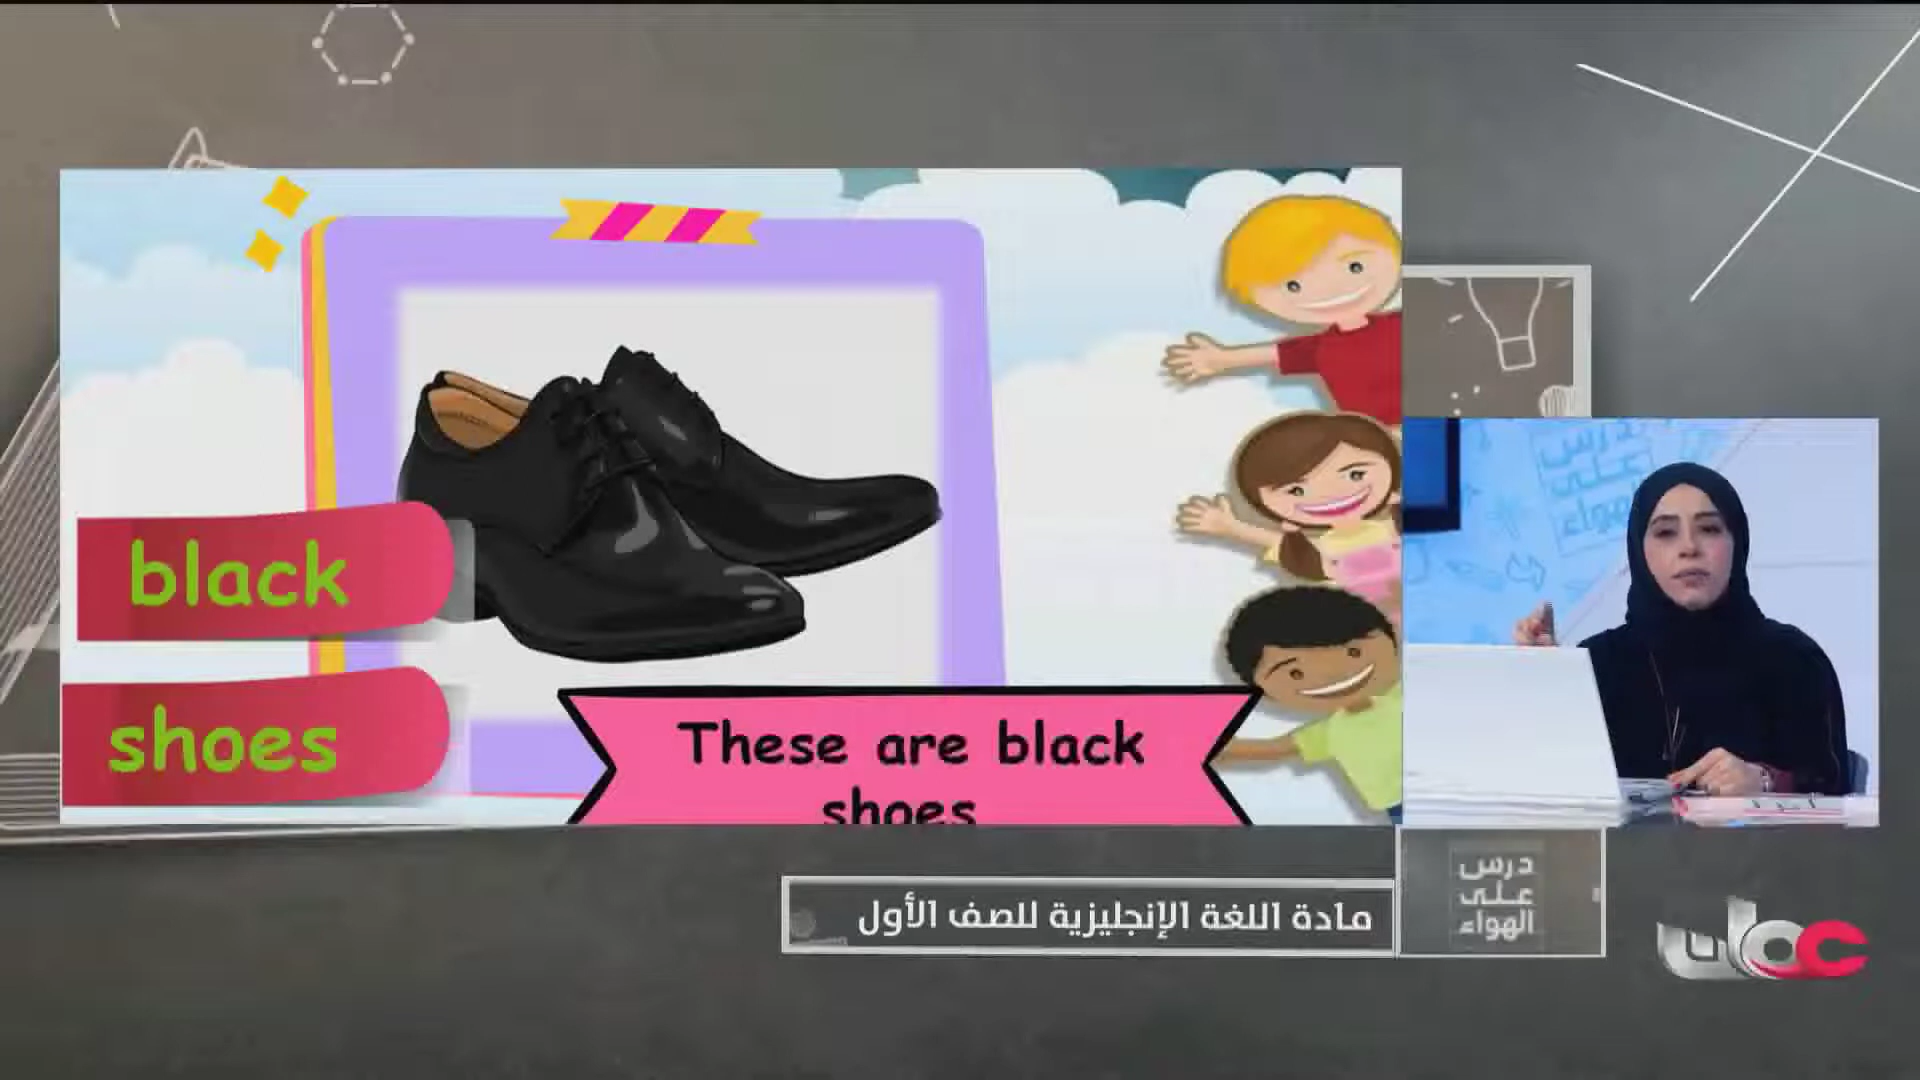 black
shoes
These are black
shoes
درس
على
الهواء
مادة اللغة الإنجليزية للصف الأول
درس
على
الهواء
عمان